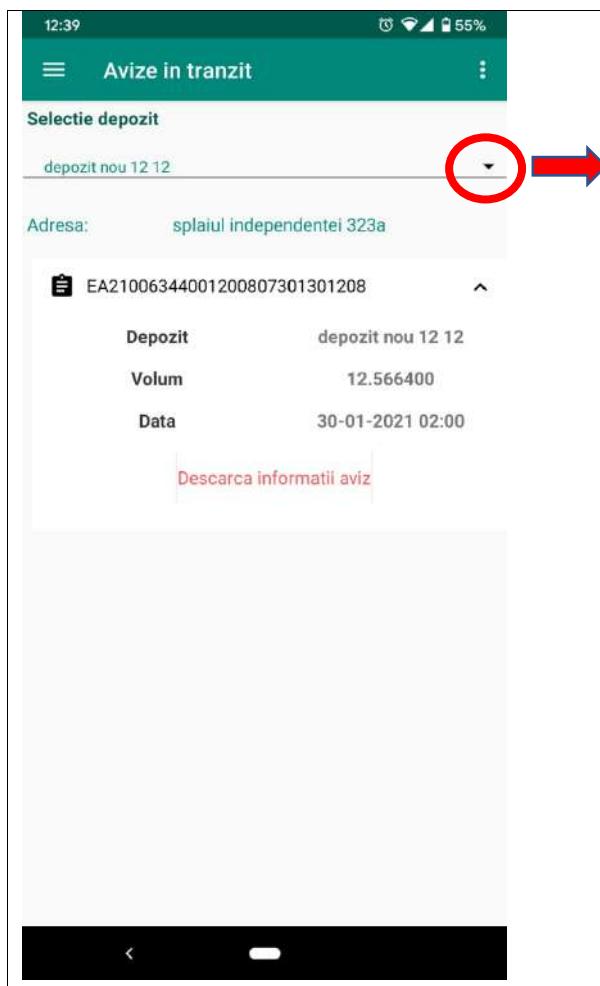 12:39 55%
Avize in tranzit
Selectie depozit
depozit nou 12 12
Adresa: splaiul independentei 323a
EA21006344001200807301301208
Depozit depozit nou 12 12
Volum 12.566400
Data 30-01-2021 02:00
Descarca informatii aviz